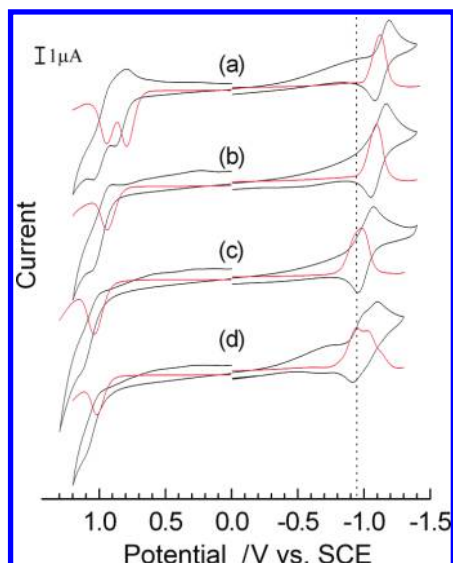 1μA
(a)
(b)
(c)
(d)
Current
1.0 0.5 0.0 -0.5 -1.0 -1.5
Potential /V vs. SCE